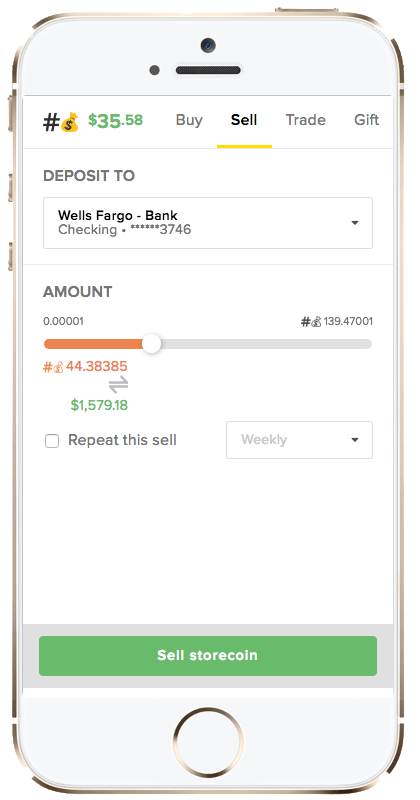 #💰 $35.58 Buy Sell Trade Gift
DEPOSIT TO
Wells Fargo - Bank
Checking • ******3746
AMOUNT
0.00001 #💰139.47001
#💰44.38385
$1,579.18
Repeat this sell Weekly
Sell storecoin